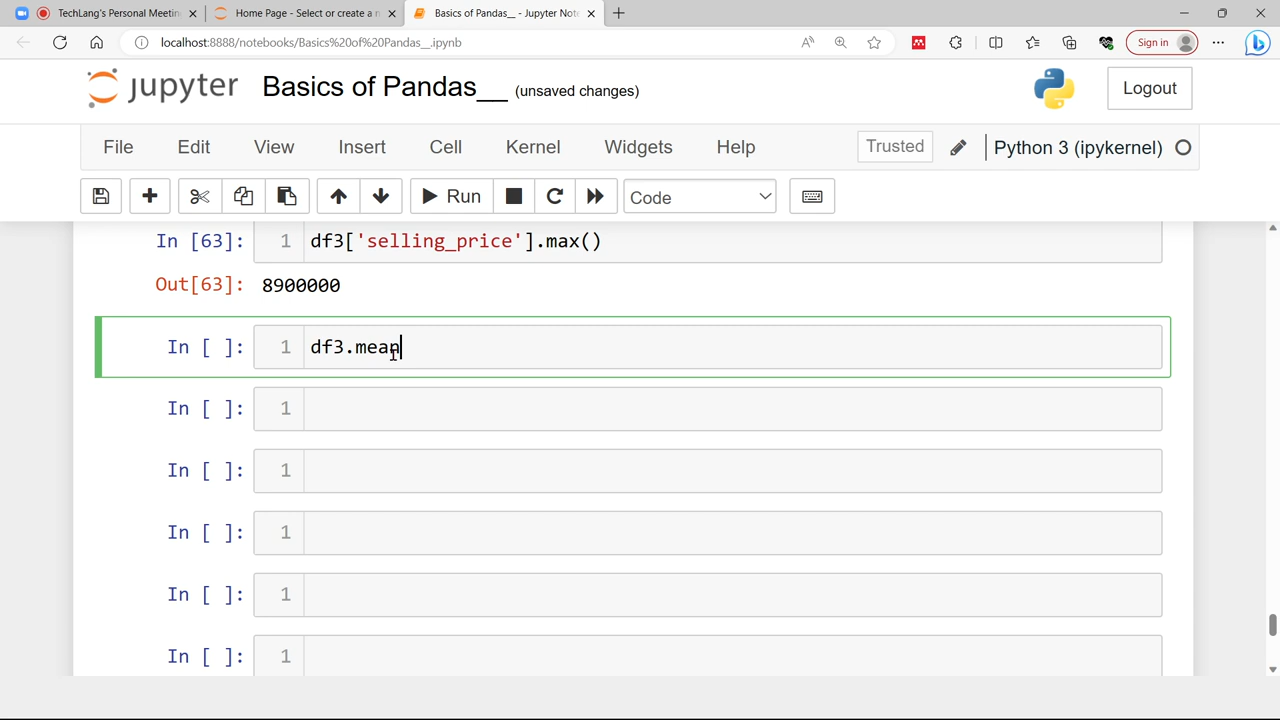 TechLang's Personal Meetin
Home Page - Select or create a n
Basics of Pandas__ - Jupyter Note
localhost:8888/notebooks/Basics%20of%20Pandas__.ipynb
Sign in
jupyter Basics of Pandas__ (unsaved changes)
Logout
File Edit View Insert Cell Kernel Widgets Help Trusted Python 3 (ipykernel)
Run Code
In [63]: 1 df3['selling_price'].max()
Out[63]: 8900000
In [ ]: 1 df3.mean
In [ ]: 1
In [ ]: 1
In [ ]: 1
In [ ]: 1
In [ ]: 1